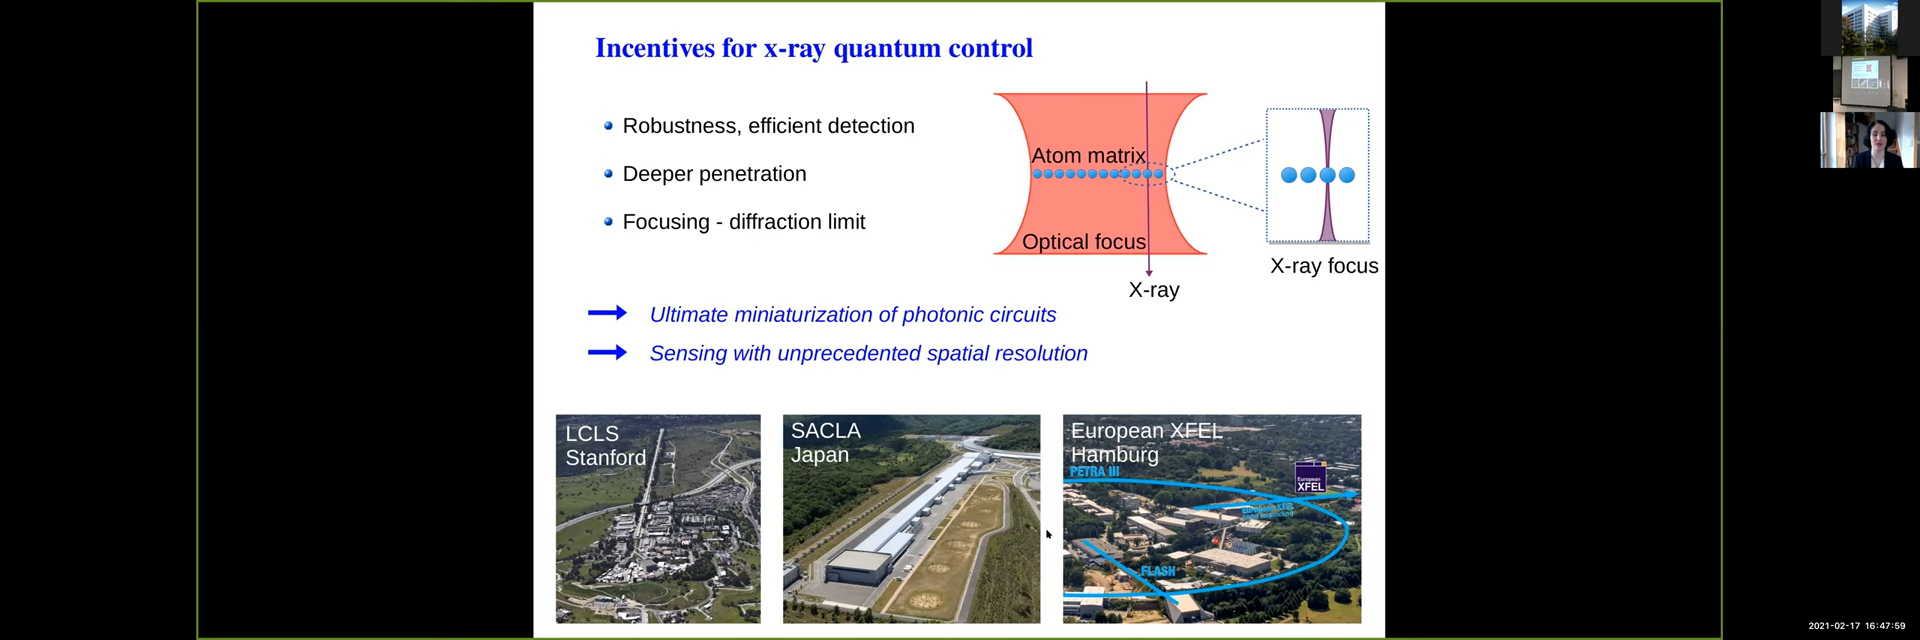 Incentives for x-ray quantum control
Robustness, efficient detection
Deeper penetration
Focusing - diffraction limit
Atom matrix
Optical focus
X-ray
X-ray focus
Ultimate miniaturization of photonic circuits
Sensing with unprecedented spatial resolution
LCLS
Stanford
SACLA
Japan
European XFEL
Hamburg
PETRA III
European
XFEL
European XFEL
FLASH
2021-02-17 16:47:59